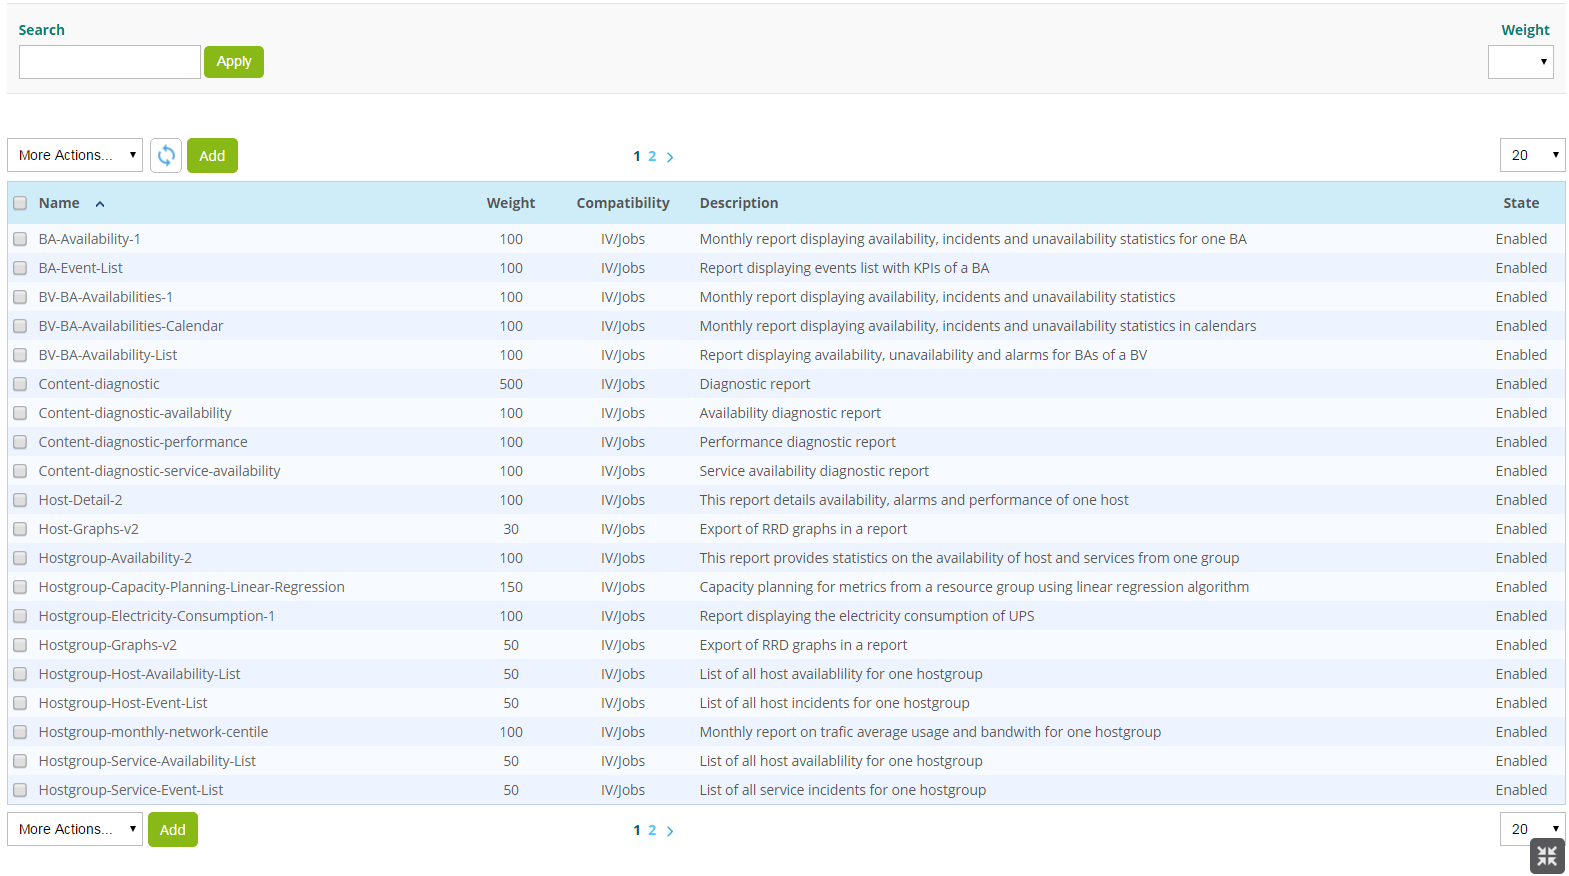 Search Weight
Apply
More Actions... Add 1 2 20
Name Weight Compatibility Description State
BA-Availability-1 100 IV/Jobs Monthly report displaying availability, incidents and unavailability statistics for one BA Enabled
BA-Event-List 100 IV/Jobs Report displaying events list with KPIs of a BA Enabled
BV-BA-Availabilities-1 100 IV/Jobs Monthly report displaying availability, incidents and unavailability statistics Enabled
BV-BA-Availabilities-Calendar 100 IV/Jobs Monthly report displaying availability, incidents and unavailability statistics in calendars Enabled
BV-BA-Availability-List 100 IV/Jobs Report displaying availability, unavailability and alarms for BAs of a BV Enabled
Content-diagnostic 500 IV/Jobs Diagnostic report Enabled
Content-diagnostic-availability 100 IV/Jobs Availability diagnostic report Enabled
Content-diagnostic-performance 100 IV/Jobs Performance diagnostic report Enabled
Content-diagnostic-service-availability 100 IV/Jobs Service availability diagnostic report Enabled
Host-Detail-2 100 IV/Jobs This report details availability, alarms and performance of one host Enabled
Host-Graphs-v2 30 IV/Jobs Export of RRD graphs in a report Enabled
Hostgroup-Availability-2 100 IV/Jobs This report provides statistics on the availability of host and services from one group Enabled
Hostgroup-Capacity-Planning-Linear-Regression 150 IV/Jobs Capacity planning for metrics from a resource group using linear regression algorithm Enabled
Hostgroup-Electricity-Consumption-1 100 IV/Jobs Report displaying the electricity consumption of UPS Enabled
Hostgroup-Graphs-v2 50 IV/Jobs Export of RRD graphs in a report Enabled
Hostgroup-Host-Availability-List 50 IV/Jobs List of all host availablility for one hostgroup Enabled
Hostgroup-Host-Event-List 50 IV/Jobs List of all host incidents for one hostgroup Enabled
Hostgroup-monthly-network-centile 100 IV/Jobs Monthly report on trafic average usage and bandwith for one hostgroup Enabled
Hostgroup-Service-Availability-List 50 IV/Jobs List of all host availablility for one hostgroup Enabled
Hostgroup-Service-Event-List 50 IV/Jobs List of all service incidents for one hostgroup Enabled
More Actions... Add 1 2 20